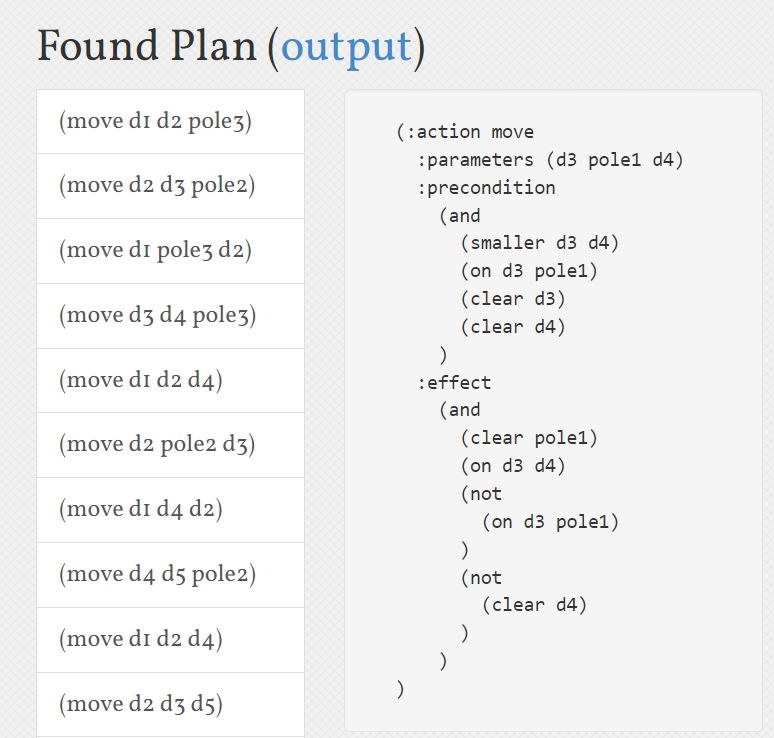 Found Plan (output)
(move d1 d2 pole3)
(move d2 d3 pole2)
(move d1 pole3 d2)
(move d3 d4 pole3)
(move d1 d2 d4)
(move d2 pole2 d3)
(move d1 d4 d2)
(move d4 d5 pole2)
(move d1 d2 d4)
(move d2 d3 d5)
(:action move
:parameters (d3 pole1 d4)
:precondition
(and
(smaller d3 d4)
(on d3 pole1)
(clear d3)
(clear d4)
)
:effect
(and
(clear pole1)
(on d3 d4)
(not
(on d3 pole1)
)
(not
(clear d4)
)
)
)